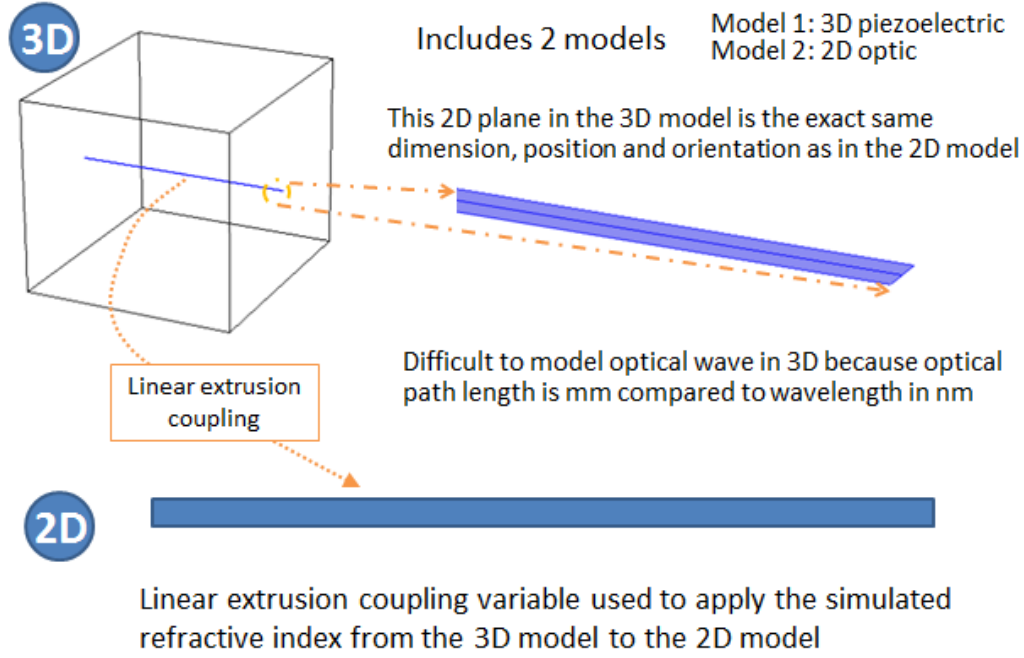 3D
Includes 2 models
Model 1: 3D piezoelectric
Model 2: 2D optic
This 2D plane in the 3D model is the exact same
dimension, position and orientation as in the 2D model
Difficult to model optical wave in 3D because optical
path length is mm compared to wavelength in nm
Linear extrusion
coupling
2D
Linear extrusion coupling variable used to apply the simulated
refractive index from the 3D model to the 2D model